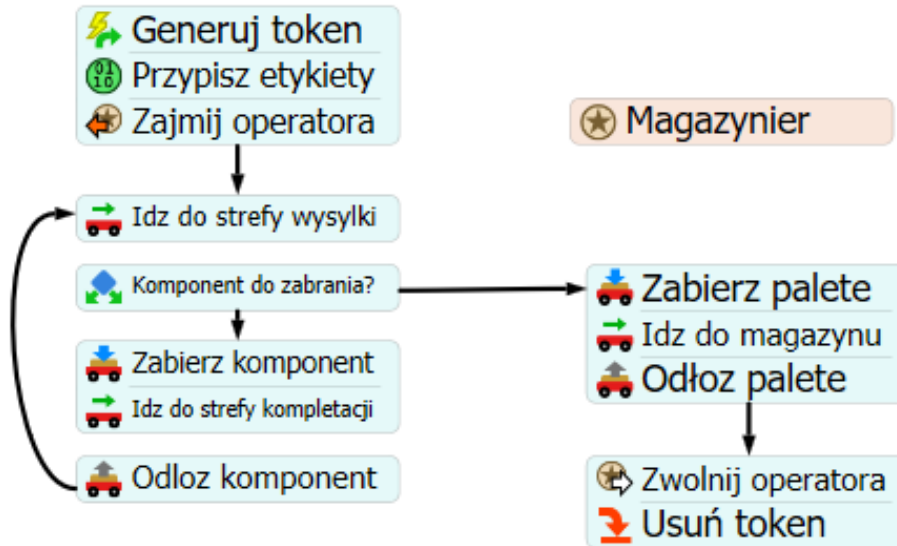 Generuj token
Przypisz etykiety
Zajmij operatora
Magazynier
Idz do strefy wysylki
Komponent do zabrania?
Zabierz komponent
Idz do strefy kompletacji
Odloz komponent
Zabierz palete
Idz do magazynu
Odłoz palete
Zwolnij operatora
Usuń token